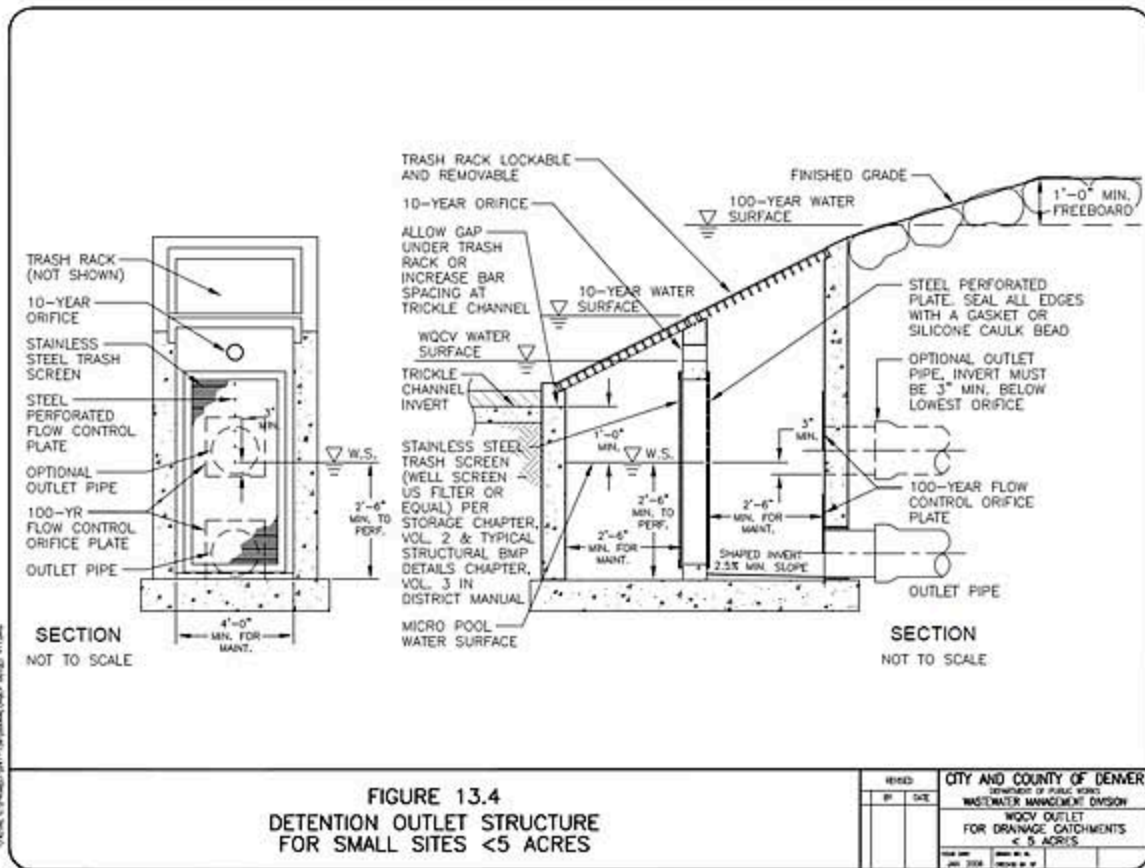 TRASH RACK
(NOT SHOWN)
10-YEAR
ORIFICE
STAINLESS
STEEL TRASH
SCREEN
STEEL
PERFORATED
FLOW CONTROL
PLATE
OPTIONAL
OUTLET PIPE
100-YR
FLOW CONTROL
ORIFICE PLATE
OUTLET PIPE
3"
MIN.
W.S.
2'-6"
MIN. TO
PERF.
4'-0"
MIN. FOR
MAINT.
SECTION
NOT TO SCALE
TRASH RACK LOCKABLE
AND REMOVABLE
10-YEAR ORIFICE
ALLOW GAP
UNDER TRASH
RACK OR
INCREASE BAR
SPACING AT
TRICKLE CHANNEL
WQCV WATER
SURFACE
TRICKLE
CHANNEL
INVERT
STAINLESS STEEL
TRASH SCREEN
(WELL SCREEN
US FILTER OR
EQUAL) PER
STORAGE CHAPTER,
VOL. 2 & TYPICAL
STRUCTURAL BMP
DETAILS CHAPTER,
VOL. 3 IN
DISTRICT MANUAL
MICRO POOL
WATER SURFACE
10-YEAR WATER
SURFACE
100-YEAR WATER
SURFACE
FINISHED GRADE
1'-0" MIN.
FREEBOARD
STEEL PERFORATED
PLATE. SEAL ALL EDGES
WITH A GASKET OR
SILICONE CAULK BEAD
OPTIONAL OUTLET
PIPE, INVERT MUST
BE 3" MIN. BELOW
LOWEST ORIFICE
100-YEAR FLOW
CONTROL ORIFICE
PLATE
OUTLET PIPE
1'-0"
MIN.
W.S.
2'-6"
MIN. TO
PERF.
2'-6"
MIN. FOR
MAINT.
3"
MIN.
2'-6"
MIN. FOR
MAINT.
SHAPED INVERT
2.5% MIN. SLOPE
SECTION
NOT TO SCALE
FIGURE 13.4
DETENTION OUTLET STRUCTURE
FOR SMALL SITES <5 ACRES
REVISED
BY DATE
CITY AND COUNTY OF DENVER
DEPARTMENT OF PUBLIC WORKS
WASTEWATER MANAGEMENT DIVISION
WQCV OUTLET
FOR DRAINAGE CATCHMENTS
< 5 ACRES